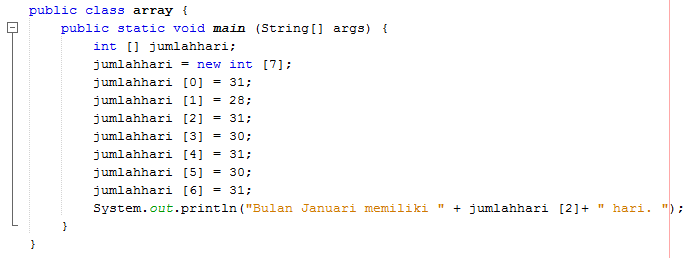 public class array {
public static void main (String[] args) {
int [] jumlahhari;
jumlahhari = new int [7];
jumlahhari [0] = 31;
jumlahhari [1] = 28;
jumlahhari [2] = 31;
jumlahhari [3] = 30;
jumlahhari [4] = 31;
jumlahhari [5] = 30;
jumlahhari [6] = 31;
System.out.println("Bulan Januari memiliki " + jumlahhari [2]+ " hari. ");
}
}